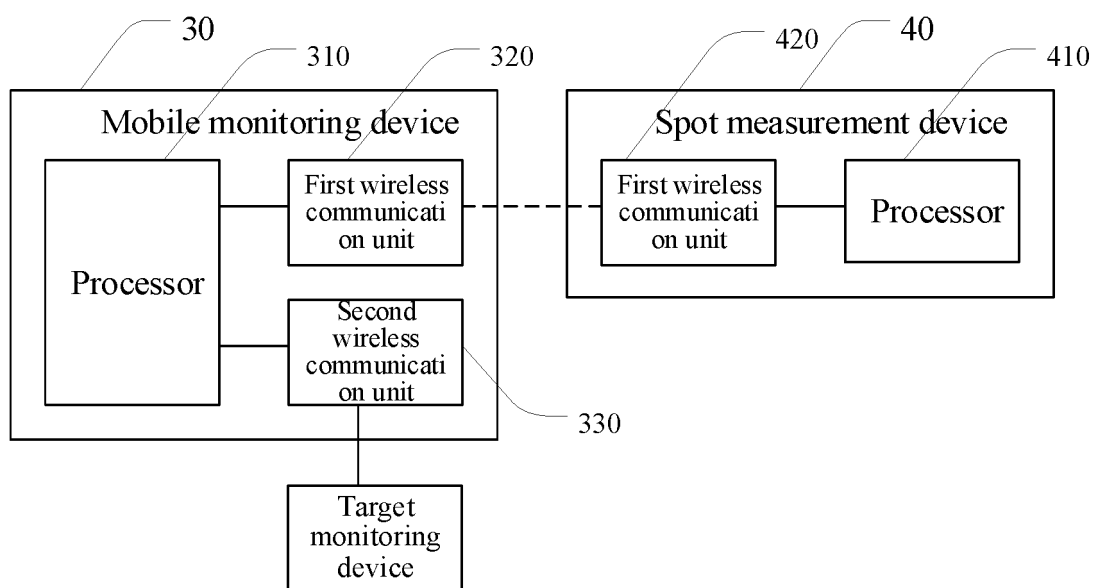 30
310
320
420
40
410
Mobile monitoring device
Spot measurement device
First wireless
communicati
on unit
First wireless
communicati
on unit
Processor
Processor
Second
wireless
communicati
on unit
330
Target
monitoring
device